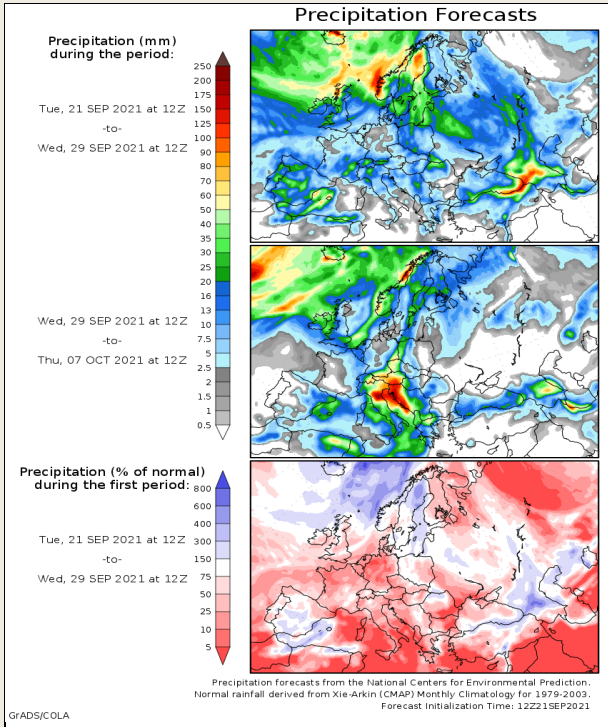 Precipitation Forecasts
Precipitation (mm)
during the period:
Tue, 21 SEP 2021 at 12Z
-to-
Wed, 29 SEP 2021 at 12Z
250
200
175
150
125
100
90
80
70
60
50
40
35
30
25
20
16
13
10
7.5
5
2.5
2
1.5
1
0.5
Wed, 29 SEP 2021 at 12Z
-to-
Thu, 07 OCT 2021 at 12Z
Precipitation (% of normal)
during the first period:
Tue, 21 SEP 2021 at 12Z
-to-
Wed, 29 SEP 2021 at 12Z
800
600
400
300
150
75
50
25
10
5
Precipitation forecasts from the National Centers for Environmental Prediction.
Normal rainfall derived from Xie-Arkin (CMAP) Monthly Climatology for 1979-2003.
Forecast Initialization Time: 12Z21SEP2021
GrADS/COLA